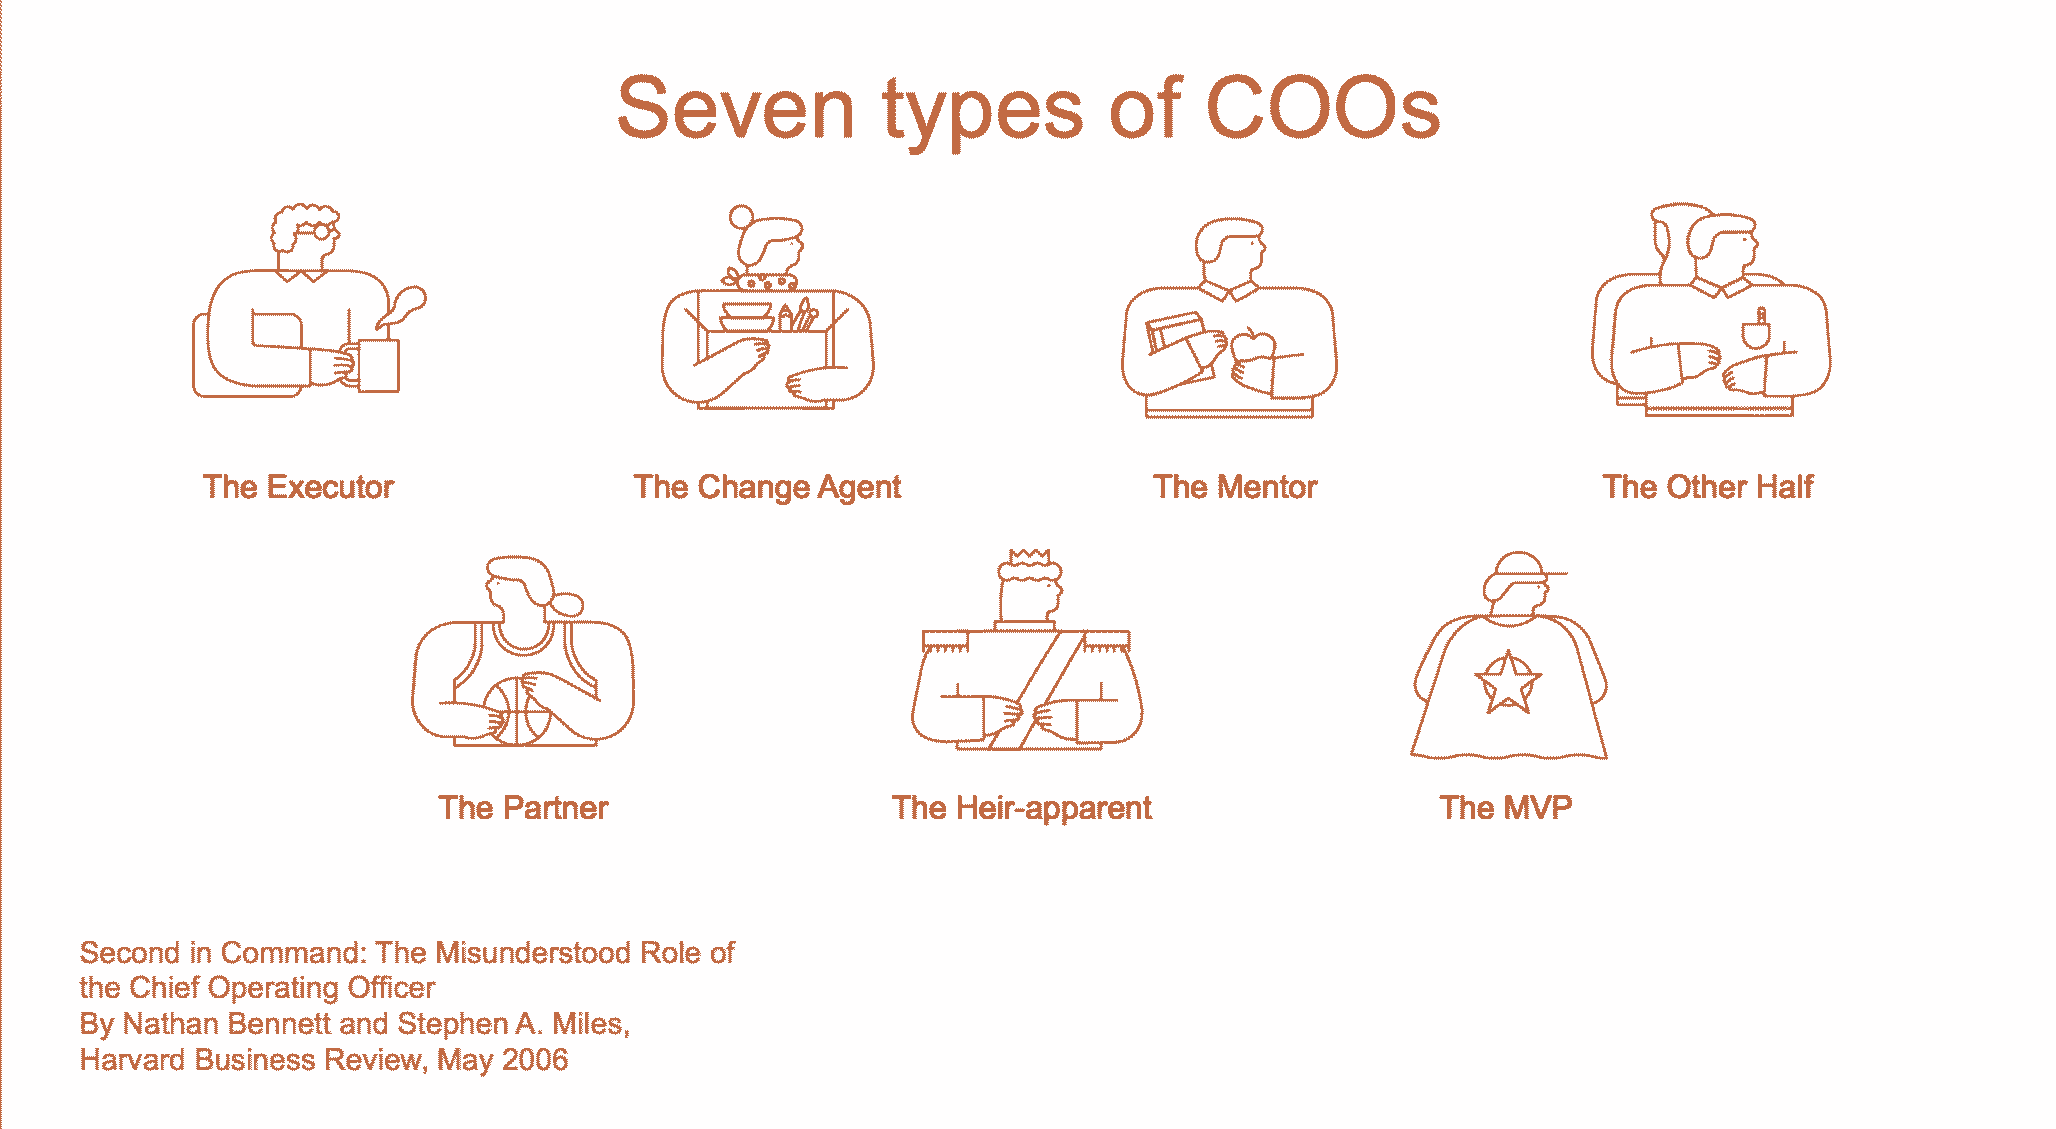 Seven types of COOs
The Executor
The Change Agent
The Mentor
The Other Half
The Partner
The Heir-apparent
The MVP
Second in Command: The Misunderstood Role of
the Chief Operating Officer
By Nathan Bennett and Stephen A. Miles,
Harvard Business Review, May 2006